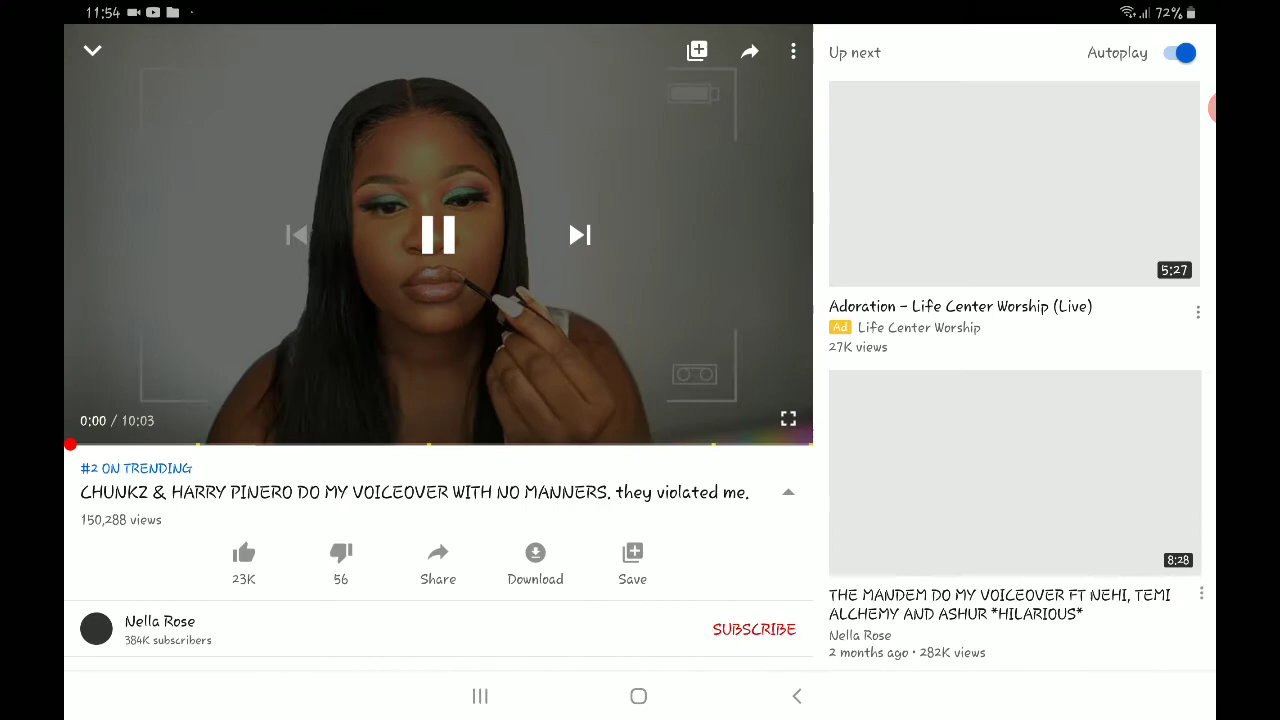 11:54
72%
Up next
Autoplay
0:00 / 10:03
5:27
Adoration – Life Center Worship (Live)
Ad Life Center Worship
27K views
#2 ON TRENDING
CHUNKZ & HARRY PINERO DO MY VOICEOVER WITH NO MANNERS. they violated me.
150,288 views
23K
56
Share
Download
Save
Nella Rose
384K subscribers
SUBSCRIBE
8:28
THE MANDEM DO MY VOICEOVER FT NEHI, TEMI
ALCHEMY AND ASHUR *HILARIOUS*
Nella Rose
2 months ago • 282K views